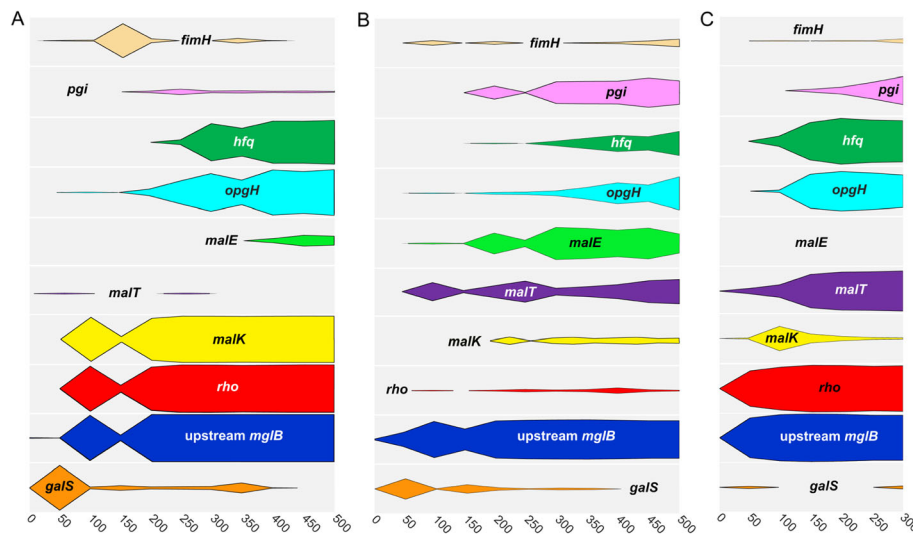 A
fimH
pgi
hfq
opgH
malE
malT
malK
rho
upstream mglB
galS
0 50 100 150 200 250 300 350 400 450 500
B
fimH
pgi
hfq
opgH
malE
malT
malK
rho
upstream mglB
galS
0 50 100 150 200 250 300 350 400 450 500
C
fimH
pgi
hfq
opgH
malE
malT
malK
rho
upstream mglB
galS
0 50 100 150 200 250 300